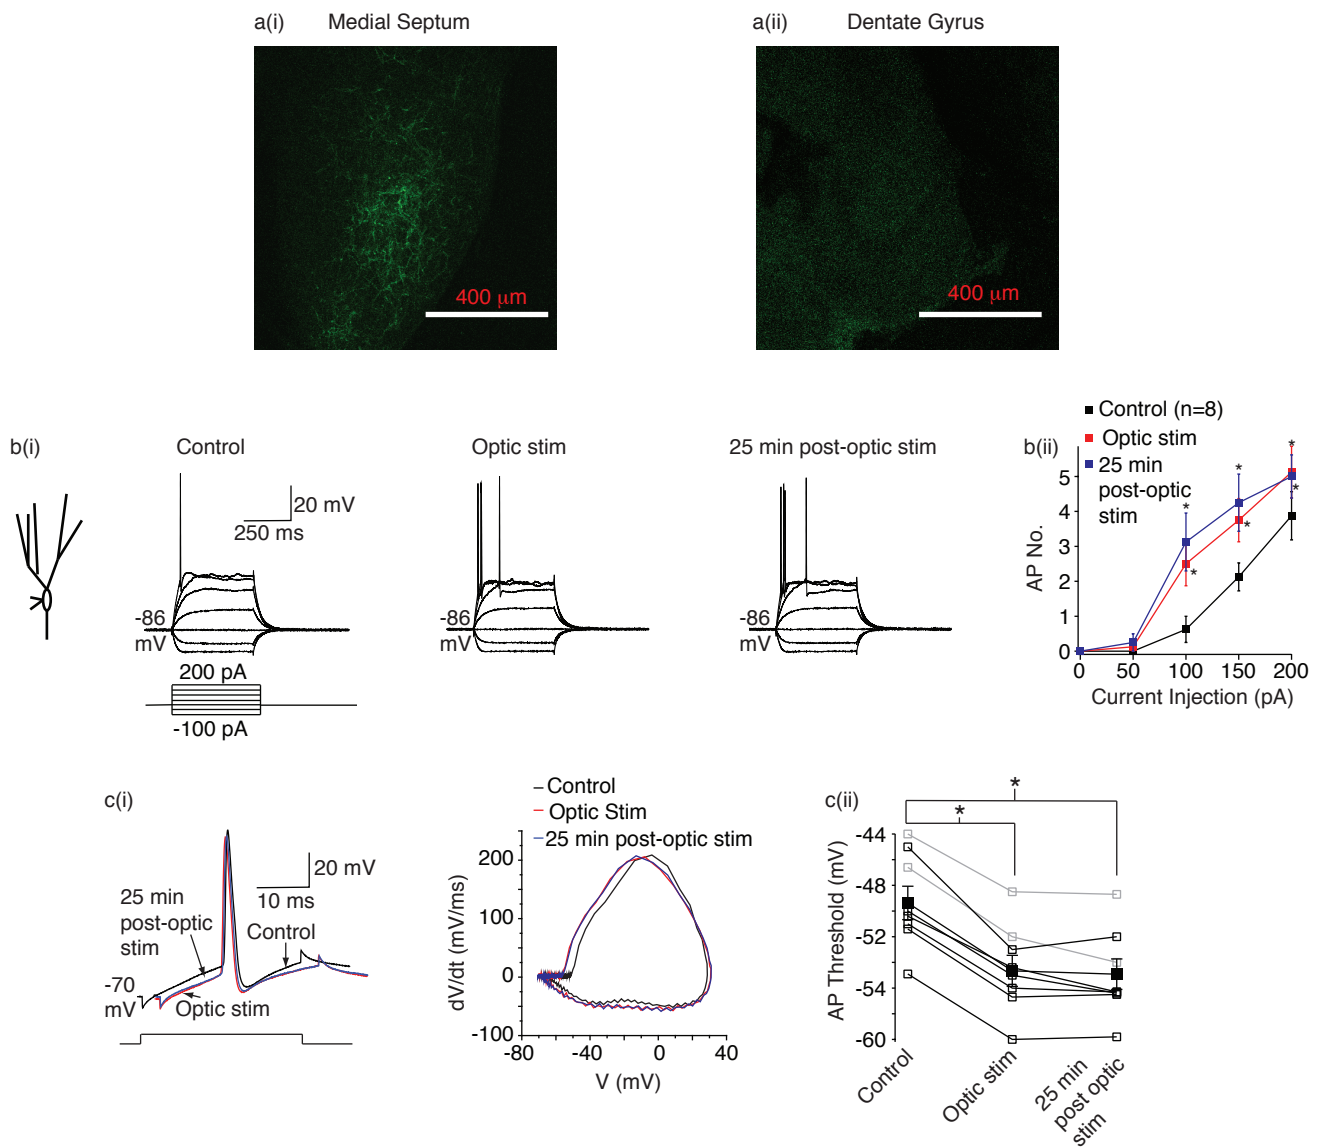 a(i) Medial Septum
a(ii) Dentate Gyrus
400 μm
400 μm
b(i)
Control
Optic stim
25 min post-optic stim
20 mV
250 ms
-86
mV
-86
mV
-86
mV
200 pA
-100 pA
b(ii)
Control (n=8)
Optic stim
25 min
post-optic
stim
AP No.
5
4
3
2
1
0
0 50 100 150 200
Current Injection (pA)
* * *
* * *
c(i)
20 mV
10 ms
25 min
post-optic
stim
Control
-70
mV
Optic stim
Control
Optic Stim
25 min post-optic stim
dV/dt (mV/ms)
200
100
0
-100
-80 -40 0 40
V (mV)
c(ii)
*
*
AP Threshold (mV)
-44
-48
-52
-54
-60
Control
Optic stim
25 min
post optic
stim